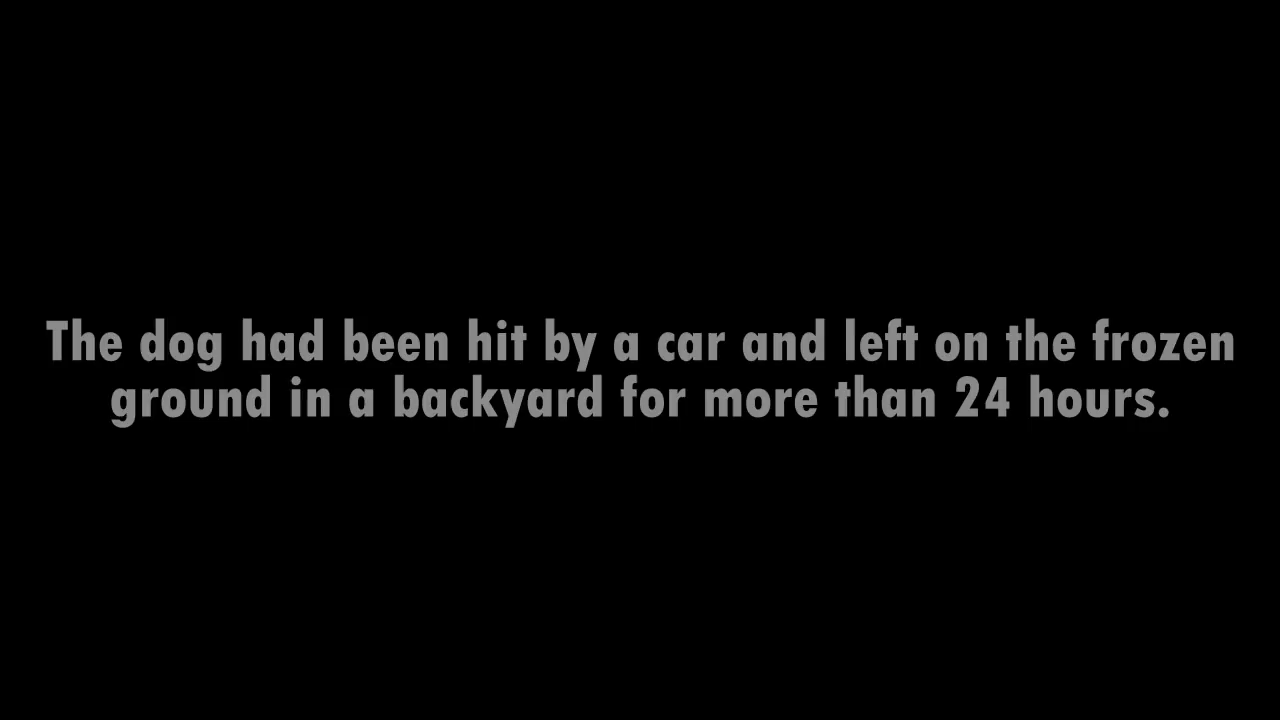 The dog had been hit by a car and left on the frozen
ground in a backyard for more than 24 hours.